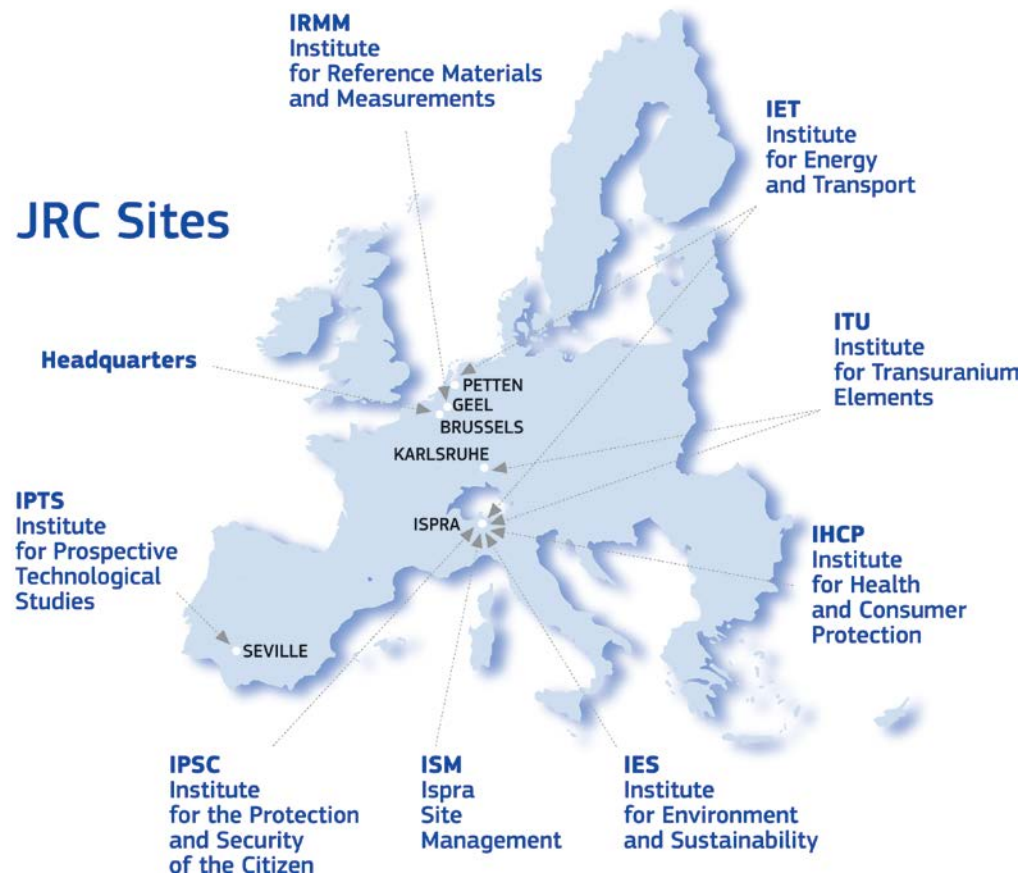 IRMM
Institute
for Reference Materials
and Measurements
IET
Institute
for Energy
and Transport
JRC Sites
ITU
Institute
for Transuranium
Elements
Headquarters
PETTEN
GEEL
BRUSSELS
KARLSRUHE
IPTS
Institute
for Prospective
Technological
Studies
ISPRA
IHCP
Institute
for Health
and Consumer
Protection
SEVILLE
IPSC
Institute
for the Protection
and Security
of the Citizen
ISM
Ispra
Site
Management
IES
Institute
for Environment
and Sustainability